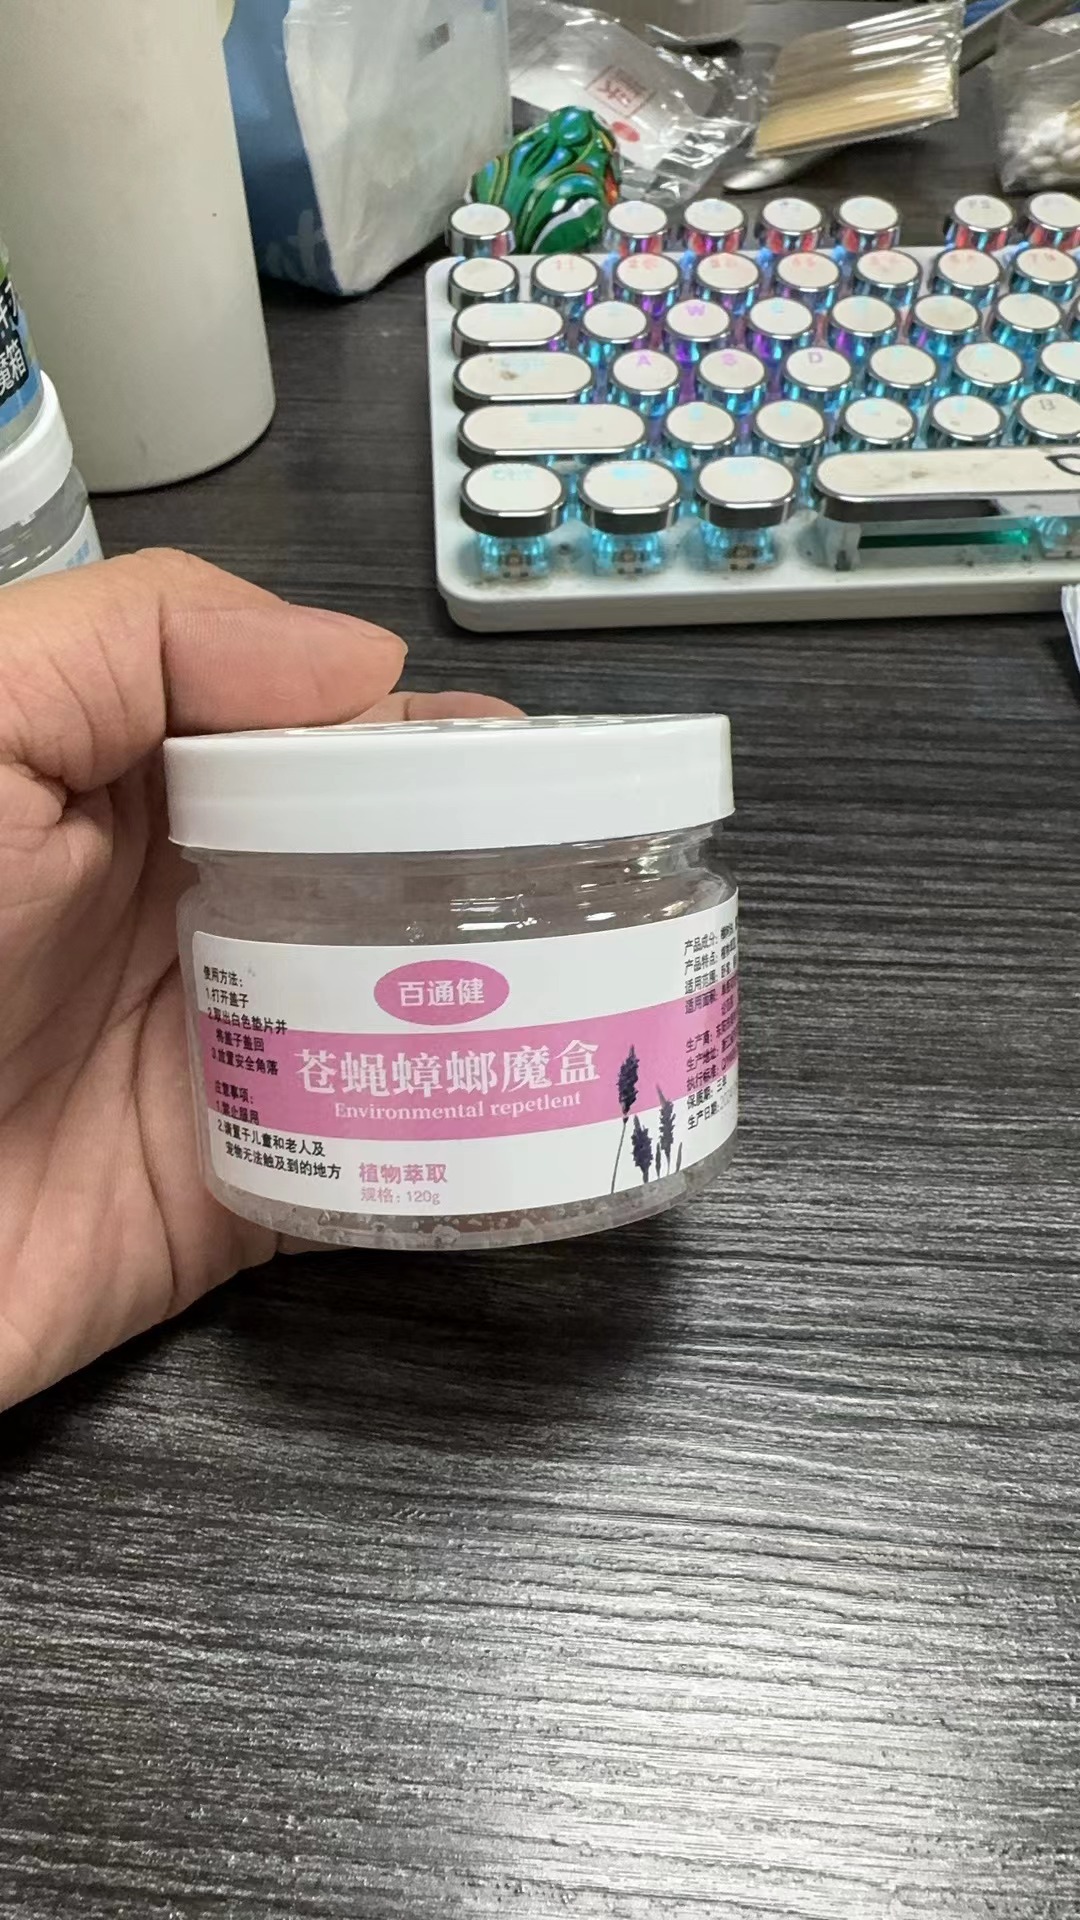 魔箱
W
A
S
D
B
百通健
苍蝇蟑螂魔盒
Environmental repetlent
植物萃取
规格: 120g
使用方法:
1.打开盖子
2.取出白色垫片并
将盖子盖回
3.放置安全角落
注意事项:
1.禁止服用
2.请置于儿童和老人及
宠物无法触及到的地方
产品成分:
产品特点: 植物
适用范围:
适用面积:
生产商:
生产地址:
执行标准:
保质期: 三
生产日期: